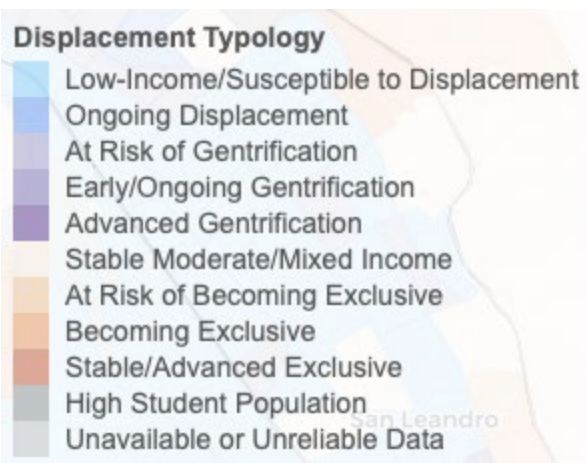 Displacement Typology
Low-Income/Susceptible to Displacement
Ongoing Displacement
At Risk of Gentrification
Early/Ongoing Gentrification
Advanced Gentrification
Stable Moderate/Mixed Income
At Risk of Becoming Exclusive
Becoming Exclusive
Stable/Advanced Exclusive
High Student Population
San Leandro
Unavailable or Unreliable Data